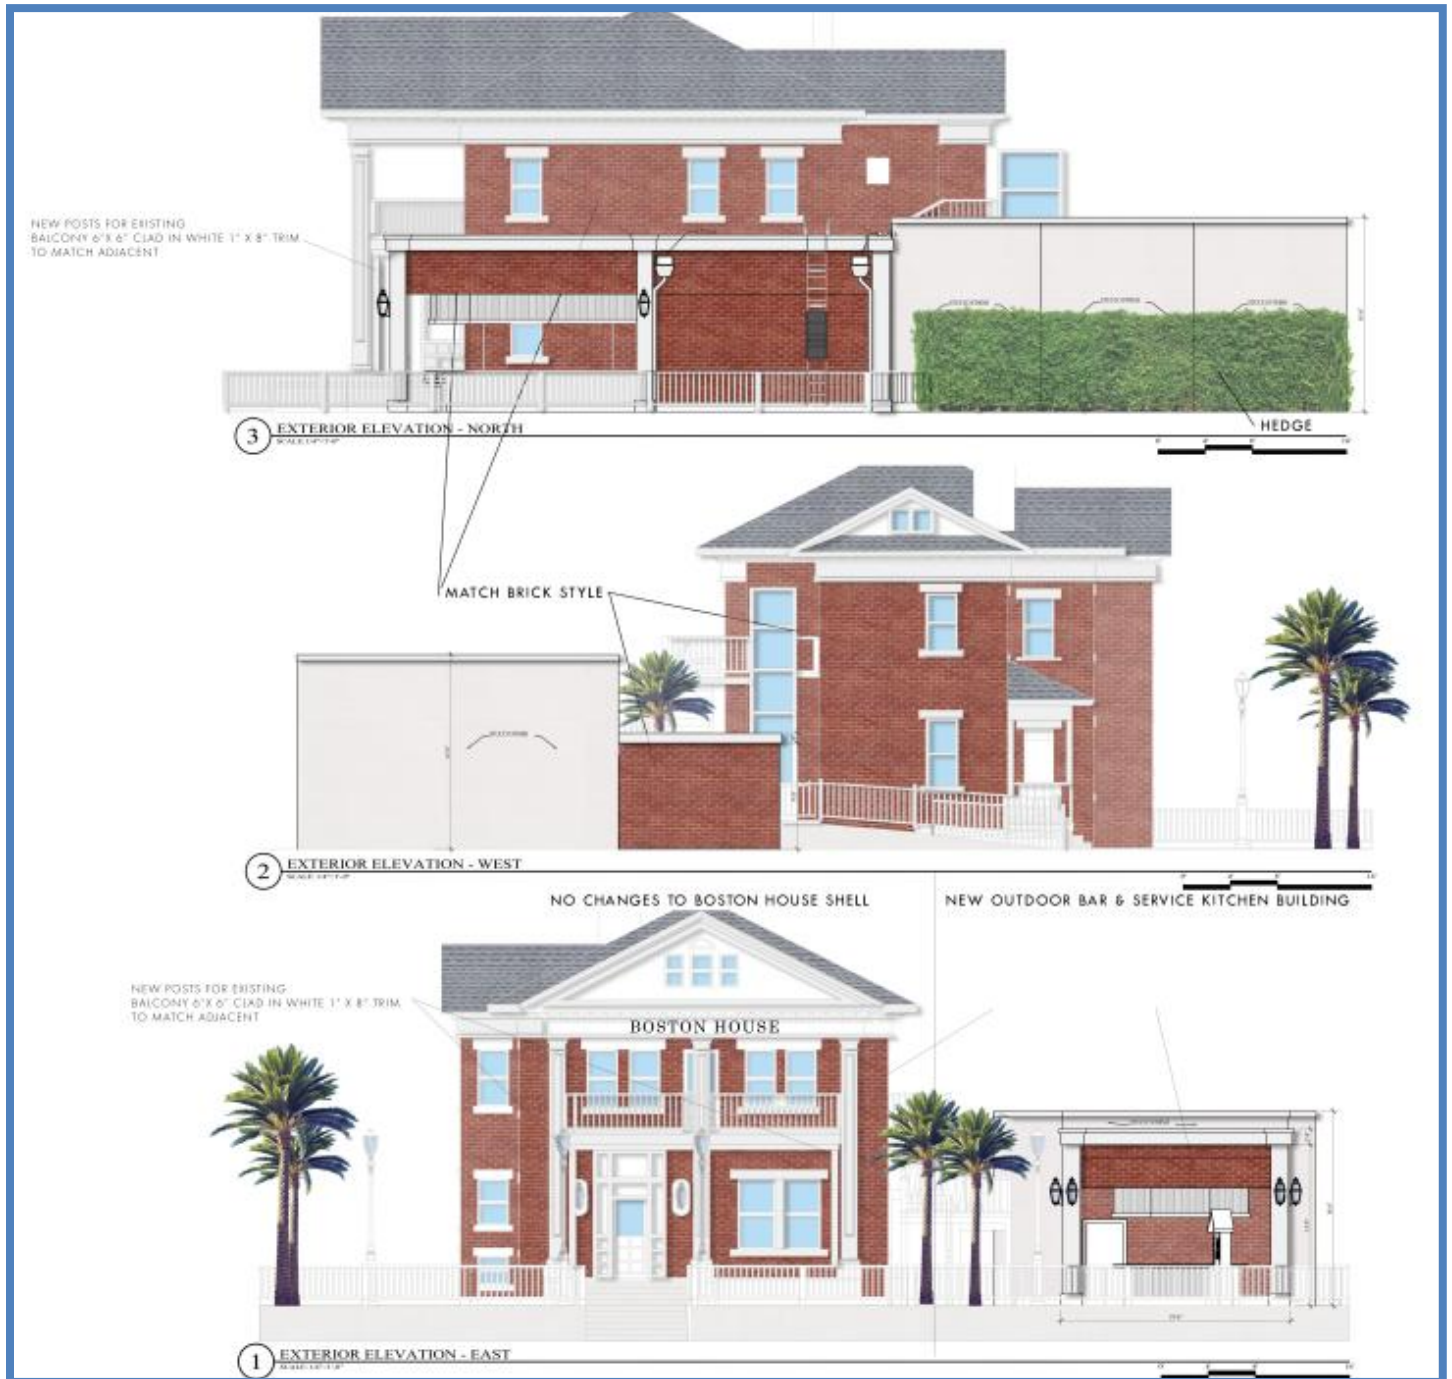 NEW POSTS FOR EXISTING
BALCONY 6"X 6" CLAD IN WHITE 1" X 8" TRIM
TO MATCH ADJACENT
3
EXTERIOR ELEVATION - NORTH
HEDGE
MATCH BRICK STYLE
2
EXTERIOR ELEVATION - WEST
NO CHANGES TO BOSTON HOUSE SHELL
NEW OUTDOOR BAR & SERVICE KITCHEN BUILDING
NEW POSTS FOR EXISTING
BALCONY 6"X 6" CLAD IN WHITE 1" X 8" TRIM
TO MATCH ADJACENT
BOSTON HOUSE
1
EXTERIOR ELEVATION - EAST